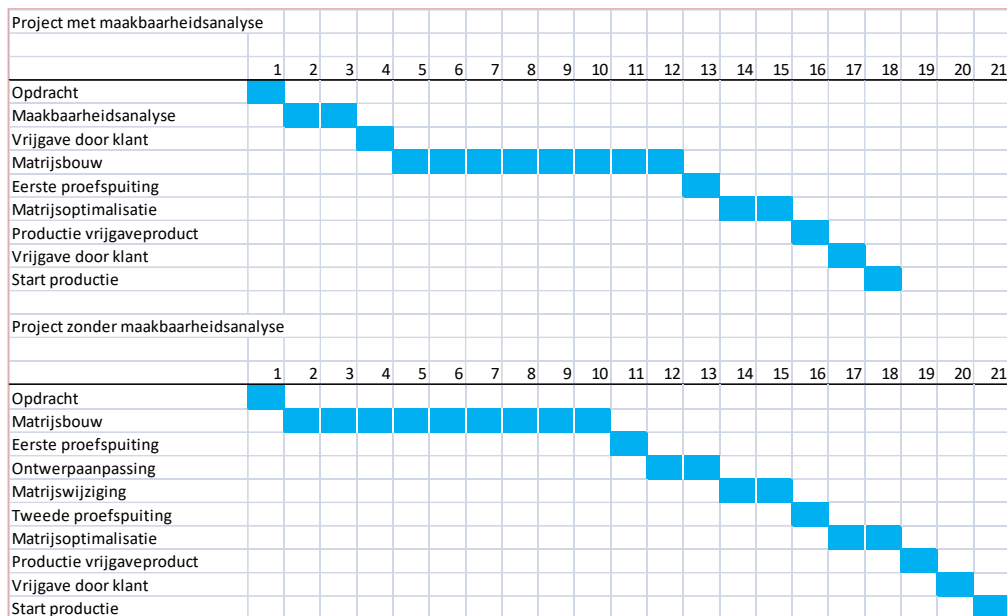 Project met maakbaarheidsanalyse
1 2 3 4 5 6 7 8 9 10 11 12 13 14 15 16 17 18 19 20 21
Opdracht
Maakbaarheidsanalyse
Vrijgave door klant
Matrijsbouw
Eerste proefspuiting
Matrijsoptimalisatie
Productie vrijgaveproduct
Vrijgave door klant
Start productie
Project zonder maakbaarheidsanalyse
1 2 3 4 5 6 7 8 9 10 11 12 13 14 15 16 17 18 19 20 21
Opdracht
Matrijsbouw
Eerste proefspuiting
Ontwerpaanpassing
Matrijswijziging
Tweede proefspuiting
Matrijsoptimalisatie
Productie vrijgaveproduct
Vrijgave door klant
Start productie